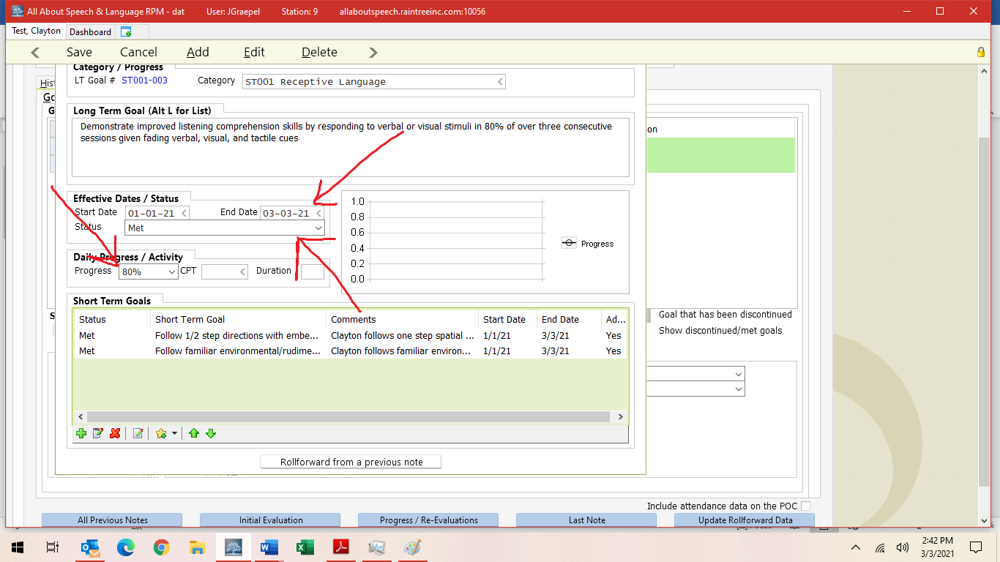 All About Speech & Language RPM - dat User: JGraepel Station: 9 allaboutspeech.raintreeinc.com:10056
Test, Clayton Dashboard
Save Cancel Add Edit Delete
Category / Progress
LT Goal # ST001-003 Category ST001 Receptive Language
Long Term Goal (Alt L for List)
Demonstrate improved listening comprehension skills by responding to verbal or visual stimuli in 80% of over three consecutive
sessions given fading verbal, visual, and tactile cues
Effective Dates / Status
Start Date 01-01-21 End Date 03-03-21
Status Met
1.0
0.8
0.6
0.4
0.2
0.0
Progress
Daily Progress / Activity
Progress 80% CPT Duration
Short Term Goals
Status Short Term Goal Comments Start Date End Date Ad...
Met Follow 1/2 step directions with embe... Clayton follows one step spatial ... 1/1/21 3/3/21 Yes
Met Follow familiar environmental/rudime... Clayton follows familiar environ... 1/1/21 3/3/21 Yes
Goal that has been discontinued
Show discontinued/met goals
Rollforward from a previous note
Include attendance data on the POC
All Previous Notes Initial Evaluation Progress / Re-Evaluations Last Note Update Rollforward Data
2:42 PM
3/3/2021